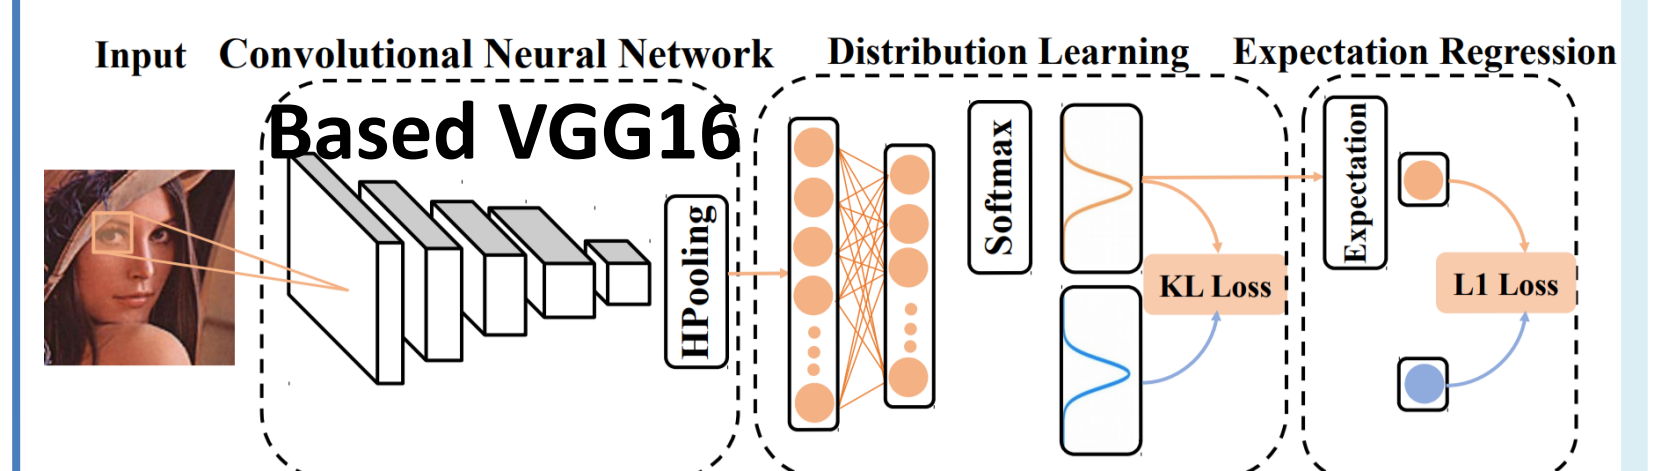 Input
Convolutional Neural Network
Distribution Learning
Expectation Regression
Based VGG16
HPooling
Softmax
KL Loss
Expectation
L1 Loss